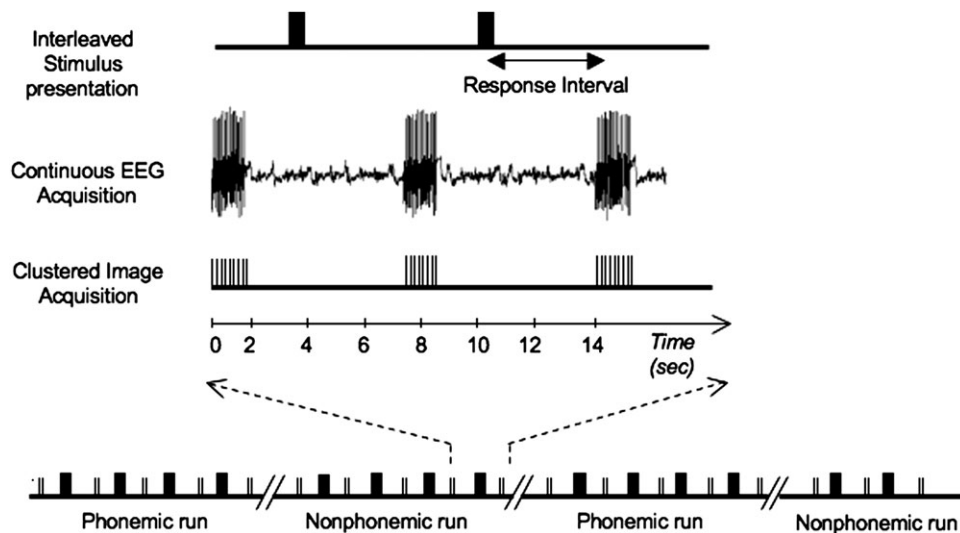 Interleaved
Stimulus
presentation
Response Interval
Continuous EEG
Acquisition
Clustered Image
Acquisition
0 2 4 6 8 10 12 14 Time
(sec)
Phonemic run Nonphonemic run Phonemic run Nonphonemic run